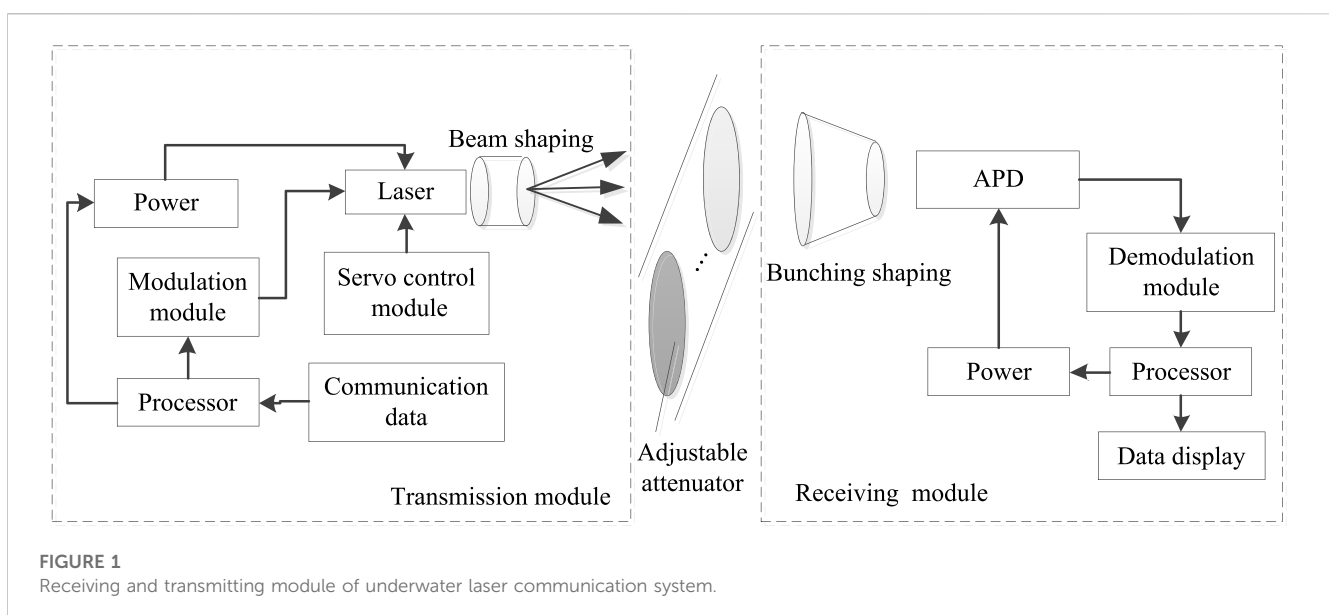 Beam shaping
Power
Laser
Modulation
module
Servo control
module
Processor
Communication
data
Transmission module
Adjustable
attenuator
Bunching shaping
APD
Demodulation
module
Power
Processor
Data display
Receiving module
FIGURE 1
Receiving and transmitting module of underwater laser communication system.